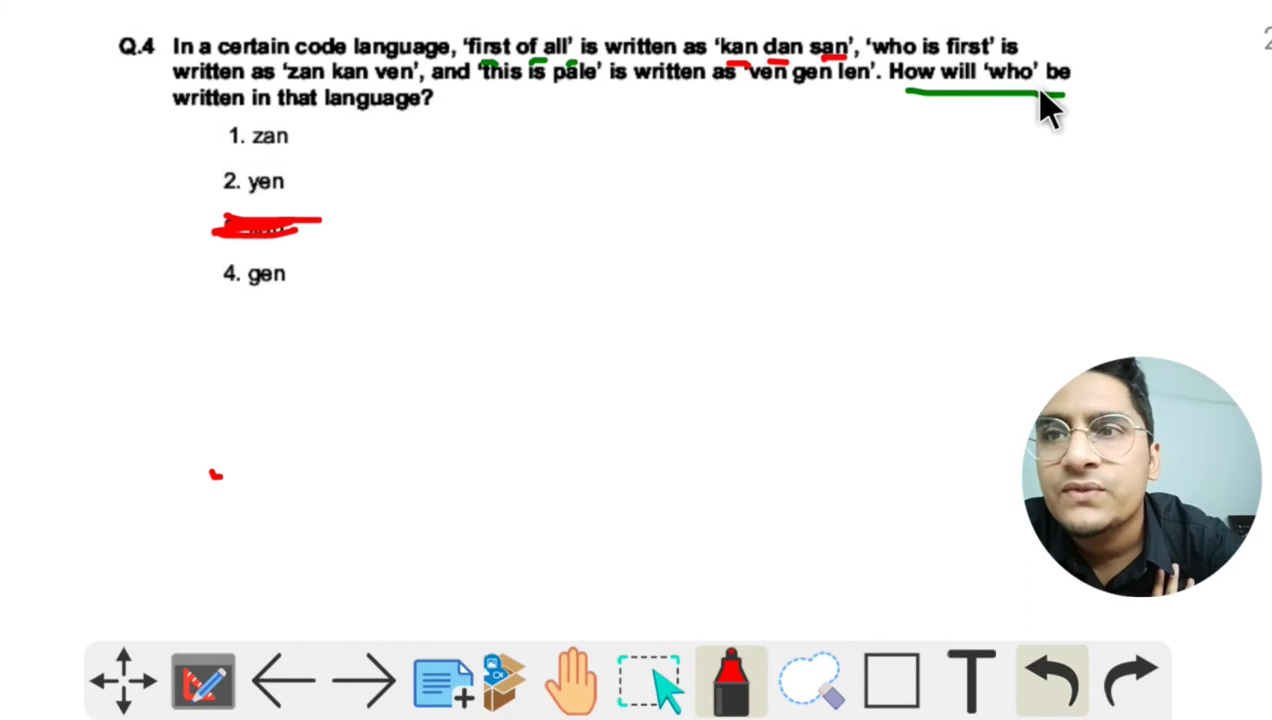 Q.4 In a certain code language, ‘first of all’ is written as ‘kan dan san’, ‘who is first’ is
written as ‘zan kan ven’, and ‘this is pale’ is written as ‘ven gen len’. How will ‘who’ be
written in that language?
1. zan
2. yen
4. gen
T